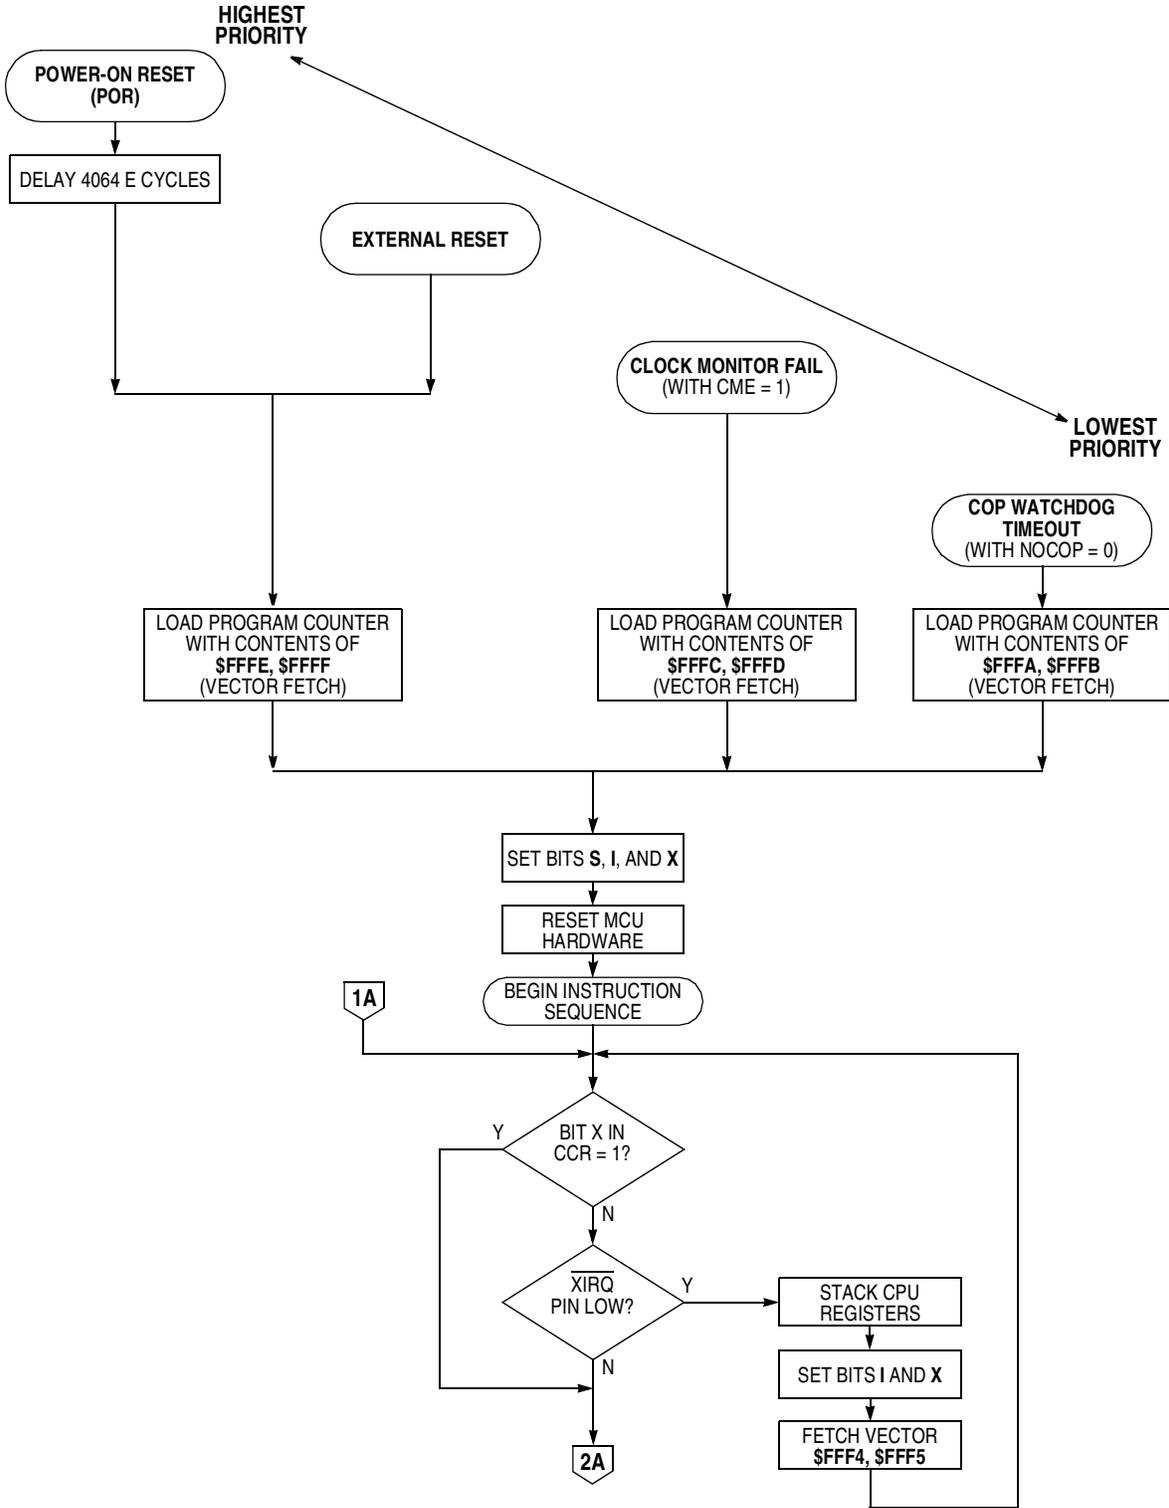 HIGHEST
PRIORITY
POWER-ON RESET
(POR)
DELAY 4064 E CYCLES
EXTERNAL RESET
CLOCK MONITOR FAIL
(WITH CME = 1)
LOWEST
PRIORITY
COP WATCHDOG
TIMEOUT
(WITH NOCOP = 0)
LOAD PROGRAM COUNTER
WITH CONTENTS OF
$FFFE, $FFFF
(VECTOR FETCH)
LOAD PROGRAM COUNTER
WITH CONTENTS OF
$FFFC, $FFFD
(VECTOR FETCH)
LOAD PROGRAM COUNTER
WITH CONTENTS OF
$FFFA, $FFFB
(VECTOR FETCH)
SET BITS S, I, AND X
RESET MCU
HARDWARE
BEGIN INSTRUCTION
SEQUENCE
1A
BIT X IN
CCR = 1?
Y
N
XIRQ
PIN LOW?
Y
N
STACK CPU
REGISTERS
SET BITS I AND X
FETCH VECTOR
$FFF4, $FFF5
2A